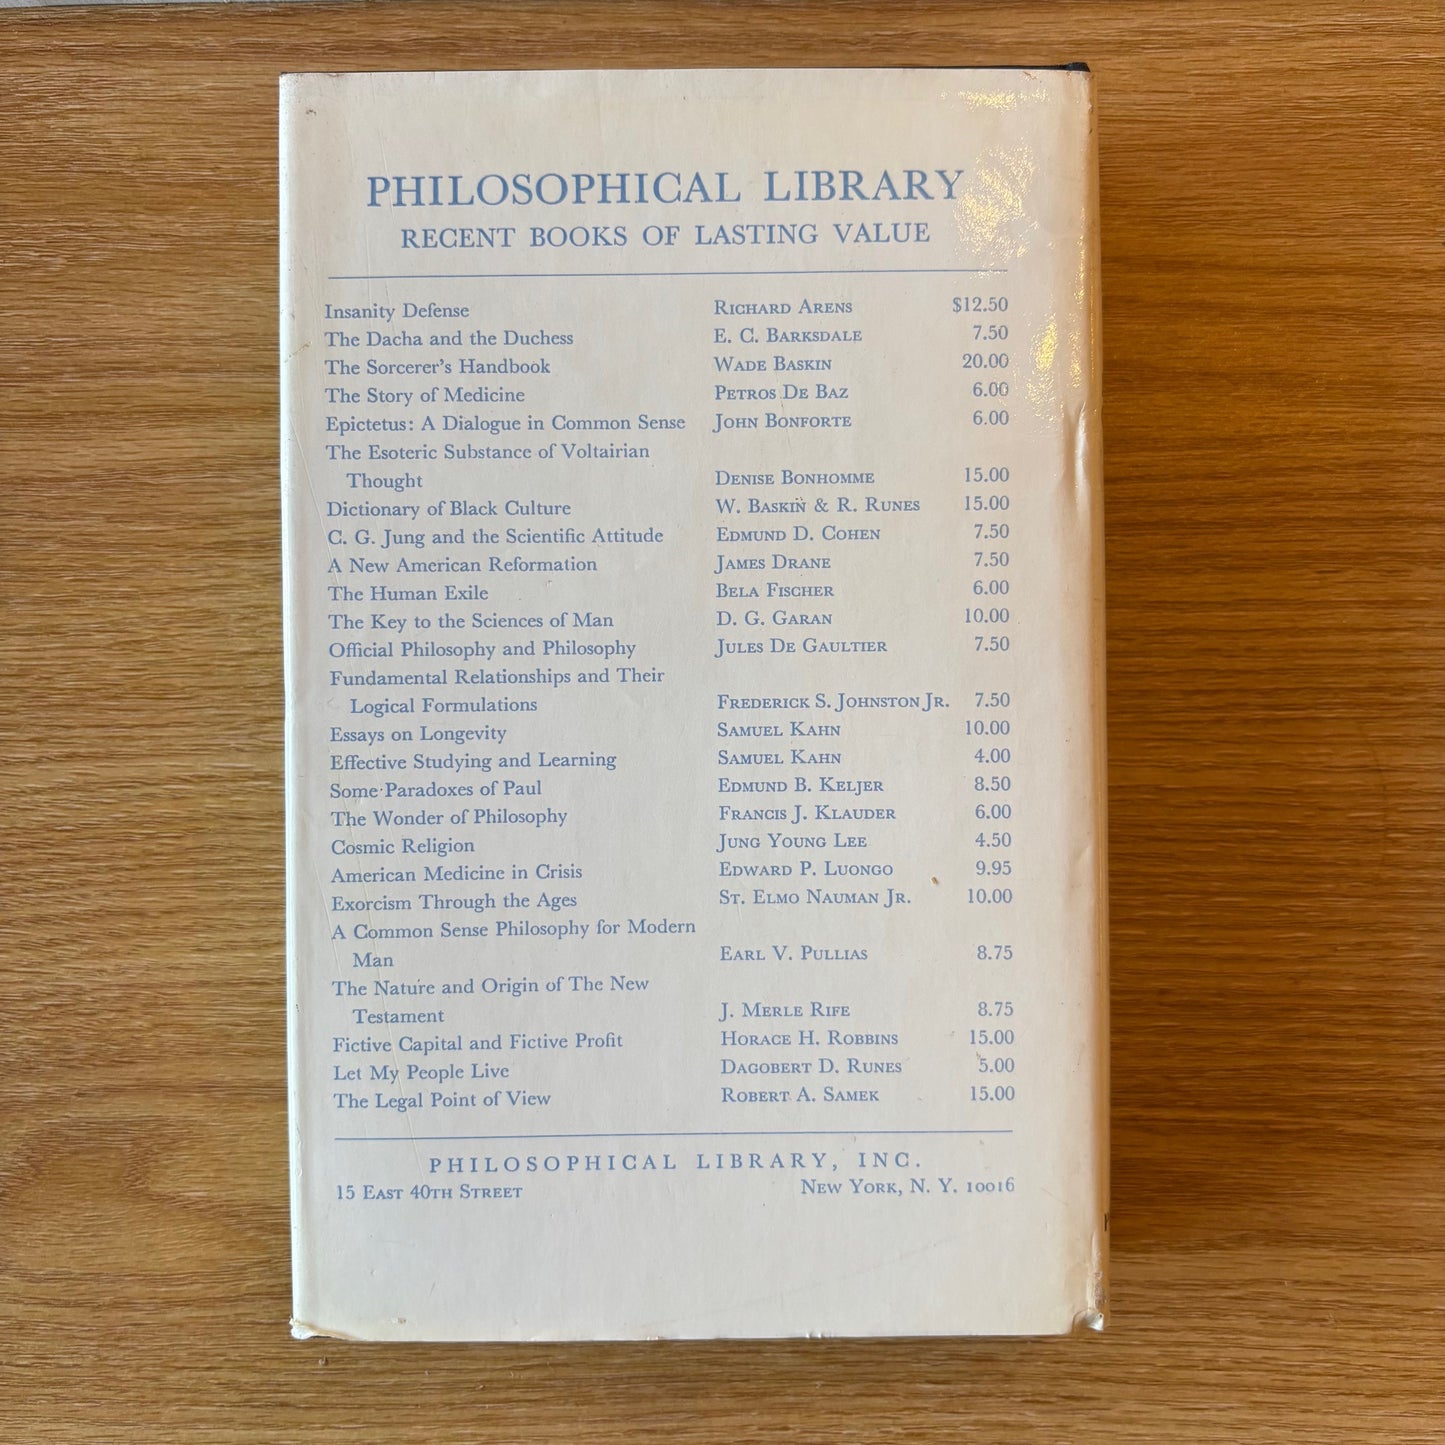 PHILOSOPHICAL LIBRARY
RECENT BOOKS OF LASTING VALUE
Insanity Defense RICHARD ARENS $12.50
The Dacha and the Duchess E. C. BARKSDALE 7.50
The Sorcerer's Handbook WADE BASKIN 20.00
The Story of Medicine PETROS DE BAZ 6.00
Epictetus: A Dialogue in Common Sense JOHN BONFORTE 6.00
The Esoteric Substance of Voltairian
Thought DENISE BONHOMME 15.00
Dictionary of Black Culture W. BASKIN & R. RUNES 15.00
C. G. Jung and the Scientific Attitude EDMUND D. COHEN 7.50
A New American Reformation JAMES DRANE 7.50
The Human Exile BELA FISCHER 6.00
The Key to the Sciences of Man D. G. GARAN 10.00
Official Philosophy and Philosophy JULES DE GAULTIER 7.50
Fundamental Relationships and Their
Logical Formulations FREDERICK S. JOHNSTON JR. 7.50
Essays on Longevity SAMUEL KAHN 10.00
Effective Studying and Learning SAMUEL KAHN 4.00
Some Paradoxes of Paul EDMUND B. KELJER 8.50
The Wonder of Philosophy FRANCIS J. KLAUDER 6.00
Cosmic Religion JUNG YOUNG LEE 4.50
American Medicine in Crisis EDWARD P. LUONGO 9.95
Exorcism Through the Ages ST. ELMO NAUMAN JR. 10.00
A Common Sense Philosophy for Modern
Man EARL V. PULLIAS 8.75
The Nature and Origin of The New
Testament J. MERLE RIFE 8.75
Fictive Capital and Fictive Profit HORACE H. ROBBINS 15.00
Let My People Live DAGOBERT D. RUNES 5.00
The Legal Point of View ROBERT A. SAMEK 15.00
PHILOSOPHICAL LIBRARY, INC.
15 EAST 40TH STREET NEW YORK, N. Y. 10016